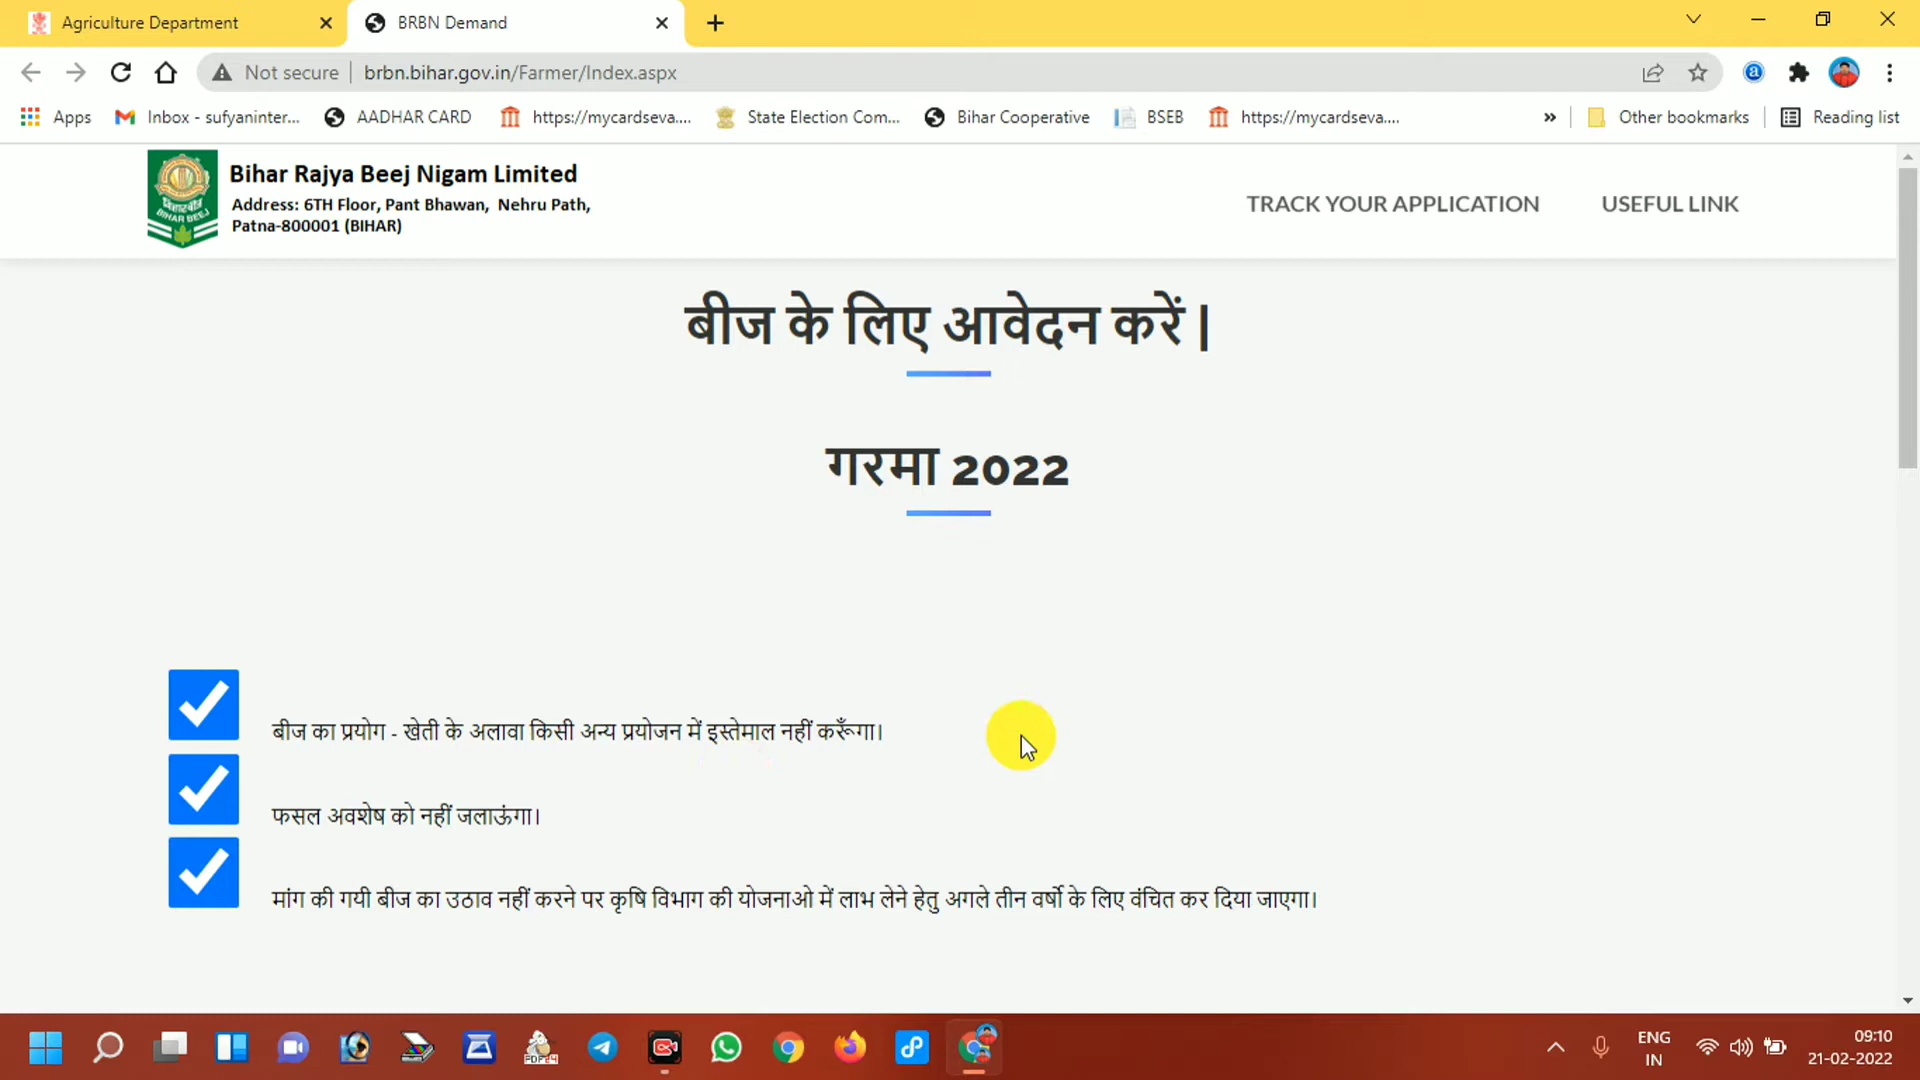 Agriculture Department
BRBN Demand
Not secure
brbn.bihar.gov.in/Farmer/Index.aspx
Apps
Inbox - sufyaninter...
AADHAR CARD
https://mycardseva....
State Election Com...
Bihar Cooperative
BSEB
https://mycardseva....
»
Other bookmarks
Reading list
Bihar Rajya Beej Nigam Limited
Address: 6TH Floor, Pant Bhawan, Nehru Path,
Patna-800001 (BIHAR)
TRACK YOUR APPLICATION
USEFUL LINK
बीज के लिए आवेदन करें |
गरमा 2022
बीज का प्रयोग - खेती के अलावा किसी अन्य प्रयोजन में इस्तेमाल नहीं करूँगा।
फसल अवशेष को नहीं जलाऊंगा।
मांग की गयी बीज का उठाव नहीं करने पर कृषि विभाग की योजनाओ में लाभ लेने हेतु अगले तीन वर्षो के लिए वंचित कर दिया जाएगा।
PDF24
ENG
IN
09:10
21-02-2022